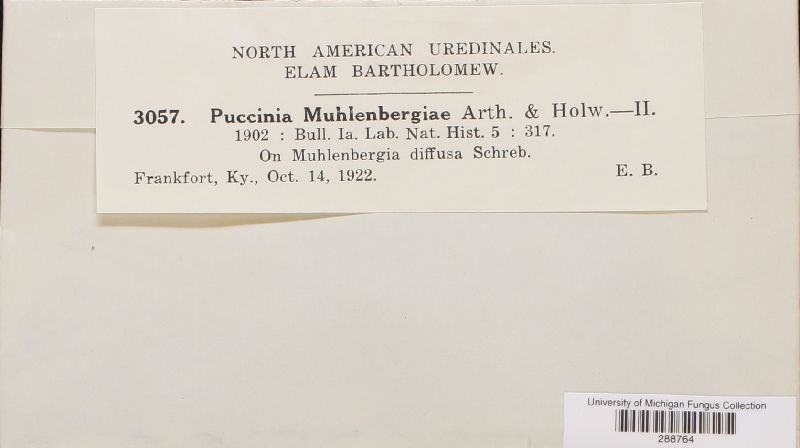 NORTH AMERICAN UREDINALES.
ELAM BARTHOLOMEW.
3057. Puccinia Muhlenbergiae Arth. & Holw.—II.
1902 : Bull. Ia. Lab. Nat. Hist. 5 : 317.
On Muhlenbergia diffusa Schreb.
Frankfort, Ky., Oct. 14, 1922. E. B.
University of Michigan Fungus Collection
288764